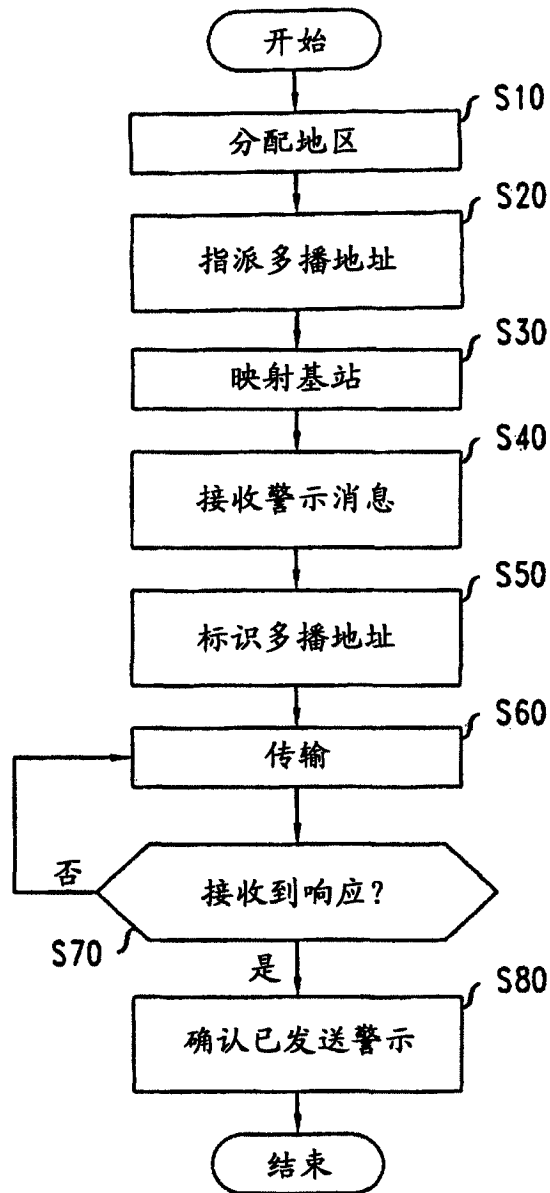 开始
S10
分配地区
S20
指派多播地址
S30
映射基站
S40
接收警示消息
S50
标识多播地址
S60
传输
否
接收到响应?
S70
是
S80
确认已发送警示
结束